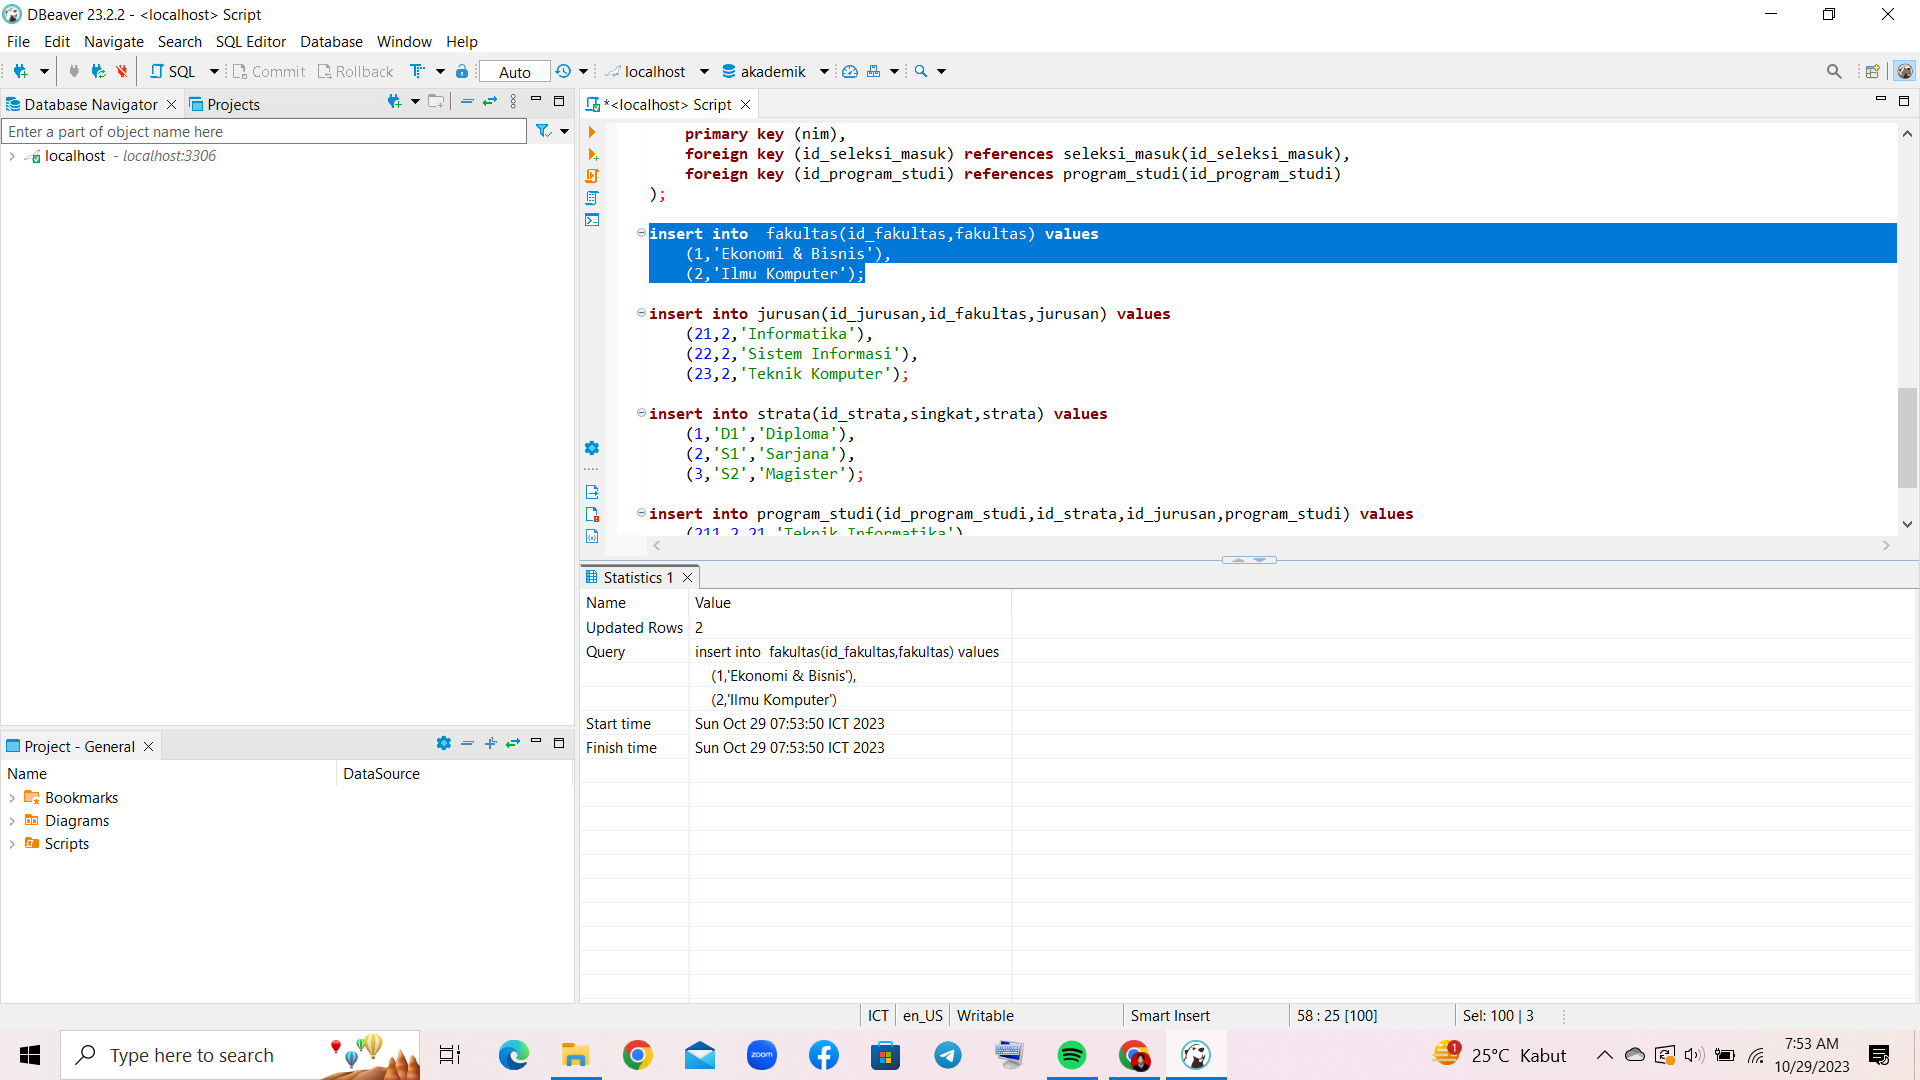 DBeaver 23.2.2 - <localhost> Script
File Edit Navigate Search SQL Editor Database Window Help
SQL Commit Rollback Auto localhost akademik
Database Navigator Projects
*<localhost> Script
Enter a part of object name here
localhost - localhost:3306
primary key (nim),
foreign key (id_seleksi_masuk) references seleksi_masuk(id_seleksi_masuk),
foreign key (id_program_studi) references program_studi(id_program_studi)
);
insert into  fakultas(id_fakultas,fakultas) values
(1,'Ekonomi & Bisnis'),
(2,'Ilmu Komputer');
insert into jurusan(id_jurusan,id_fakultas,jurusan) values
(21,2,'Informatika'),
(22,2,'Sistem Informasi'),
(23,2,'Teknik Komputer');
insert into strata(id_strata,singkat,strata) values
(1,'D1','Diploma'),
(2,'S1','Sarjana'),
(3,'S2','Magister');
insert into program_studi(id_program_studi,id_strata,id_jurusan,program_studi) values
(211,2,21,'Teknik Informatika')
Statistics 1
Name Value
Updated Rows 2
Query insert into  fakultas(id_fakultas,fakultas) values
(1,'Ekonomi & Bisnis'),
(2,'Ilmu Komputer')
Start time Sun Oct 29 07:53:50 ICT 2023
Finish time Sun Oct 29 07:53:50 ICT 2023
Project - General
Name DataSource
Bookmarks
Diagrams
Scripts
ICT en_US Writable Smart Insert 58 : 25 [100] Sel: 100 | 3
Type here to search
zoom
1
25°C Kabut
7:53 AM
10/29/2023